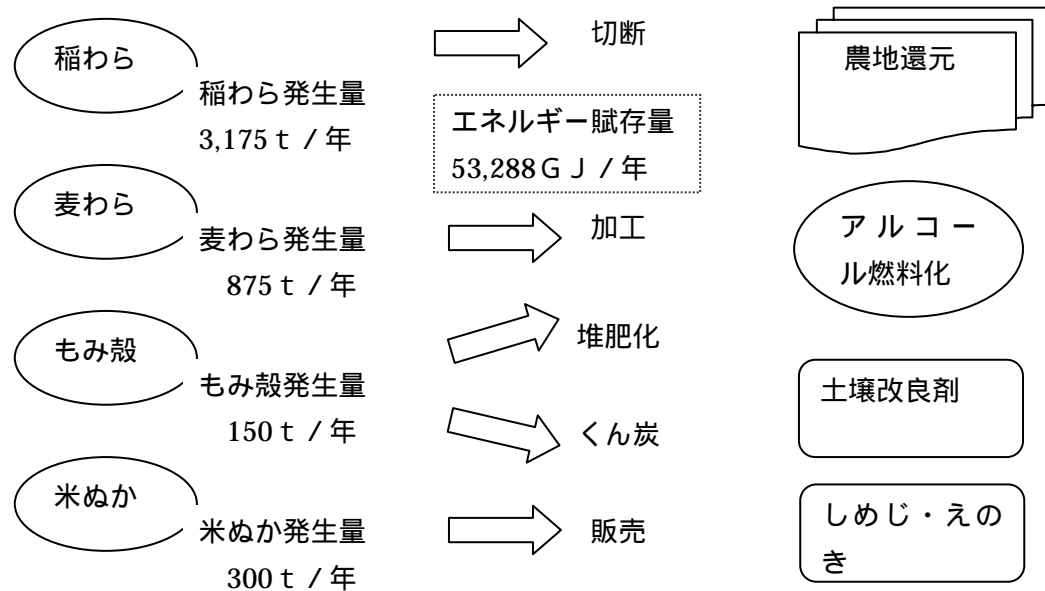 稲わら
稲わら発生量
3,175ｔ/年
切断
農地還元
エネルギー賦存量
53,288ＧＪ/年
麦わら
麦わら発生量
875ｔ/年
加工
アルコー
ル燃料化
もみ殻
もみ殻発生量
150ｔ/年
堆肥化
くん炭
土壌改良剤
米ぬか
米ぬか発生量
300ｔ/年
販売
しめじ・えの
き